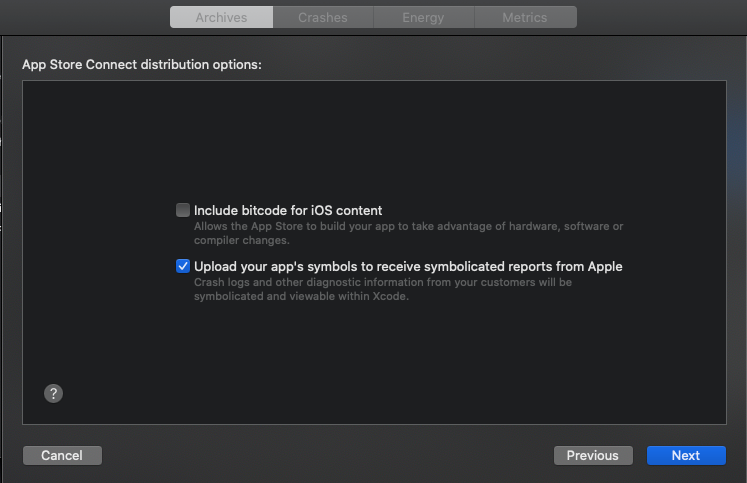 Archives Crashes Energy Metrics
App Store Connect distribution options:
Include bitcode for iOS content
Allows the App Store to build your app to take advantage of hardware, software or
compiler changes.
Upload your app's symbols to receive symbolicated reports from Apple
Crash logs and other diagnostic information from your customers will be
symbolicated and viewable within Xcode.
?
Cancel Previous Next